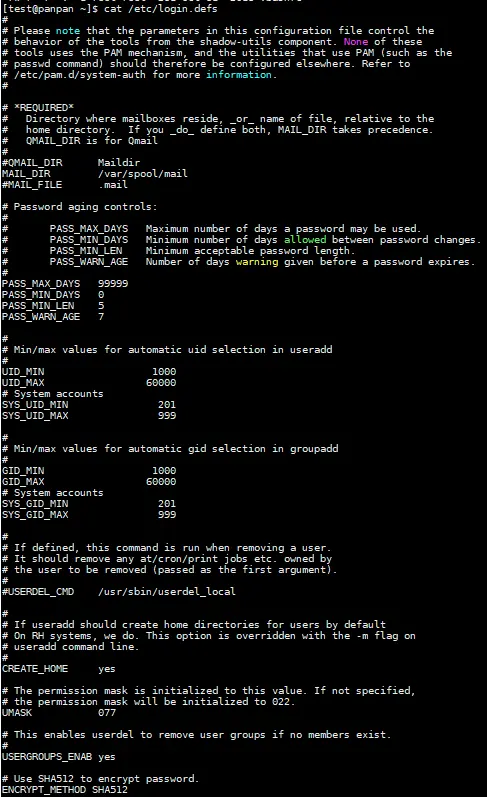 [test@panpan ~]$ cat /etc/login.defs
#
# Please note that the parameters in this configuration file control the
# behavior of the tools from the shadow-utils component. None of these
# tools uses the PAM mechanism, and the utilities that use PAM (such as the
# passwd command) should therefore be configured elsewhere. Refer to
# /etc/pam.d/system-auth for more information.
#

# *REQUIRED*
#   Directory where mailboxes reside, _or_ name of file, relative to the
#   home directory.  If you _do_ define both, MAIL_DIR takes precedence.
#   QMAIL_DIR is for Qmail
#
#QMAIL_DIR      Maildir
MAIL_DIR        /var/spool/mail
#MAIL_FILE      .mail

# Password aging controls:
#
#       PASS_MAX_DAYS   Maximum number of days a password may be used.
#       PASS_MIN_DAYS   Minimum number of days allowed between password changes.
#       PASS_MIN_LEN    Minimum acceptable password length.
#       PASS_WARN_AGE   Number of days warning given before a password expires.
#
PASS_MAX_DAYS   99999
PASS_MIN_DAYS   0
PASS_MIN_LEN    5
PASS_WARN_AGE   7

#
# Min/max values for automatic uid selection in useradd
#
UID_MIN                  1000
UID_MAX                 60000
# System accounts
SYS_UID_MIN               201
SYS_UID_MAX               999

#
# Min/max values for automatic gid selection in groupadd
#
GID_MIN                  1000
GID_MAX                 60000
# System accounts
SYS_GID_MIN               201
SYS_GID_MAX               999

#
# If defined, this command is run when removing a user.
# It should remove any at/cron/print jobs etc. owned by
# the user to be removed (passed as the first argument).
#
#USERDEL_CMD    /usr/sbin/userdel_local

#
# If useradd should create home directories for users by default
# On RH systems, we do. This option is overridden with the -m flag on
# useradd command line.
#
CREATE_HOME     yes

# The permission mask is initialized to this value. If not specified,
# the permission mask will be initialized to 022.
UMASK           077

# This enables userdel to remove user groups if no members exist.
#
USERGROUPS_ENAB yes

# Use SHA512 to encrypt password.
ENCRYPT_METHOD SHA512